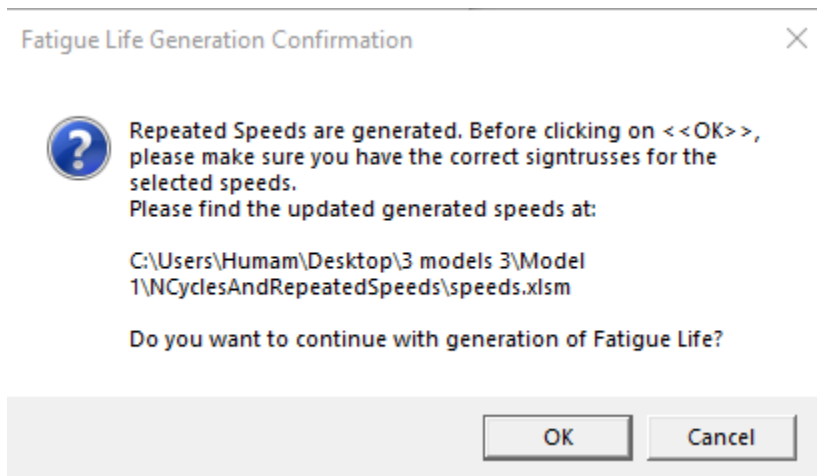 Fatigue Life Generation Confirmation
Repeated Speeds are generated. Before clicking on <<OK>>,
please make sure you have the correct signtrusses for the
selected speeds.
Please find the updated generated speeds at:
C:\Users\Humam\Desktop\3 models 3\Model
1\NCyclesAndRepeatedSpeeds\speeds.xlsm
Do you want to continue with generation of Fatigue Life?
OK
Cancel